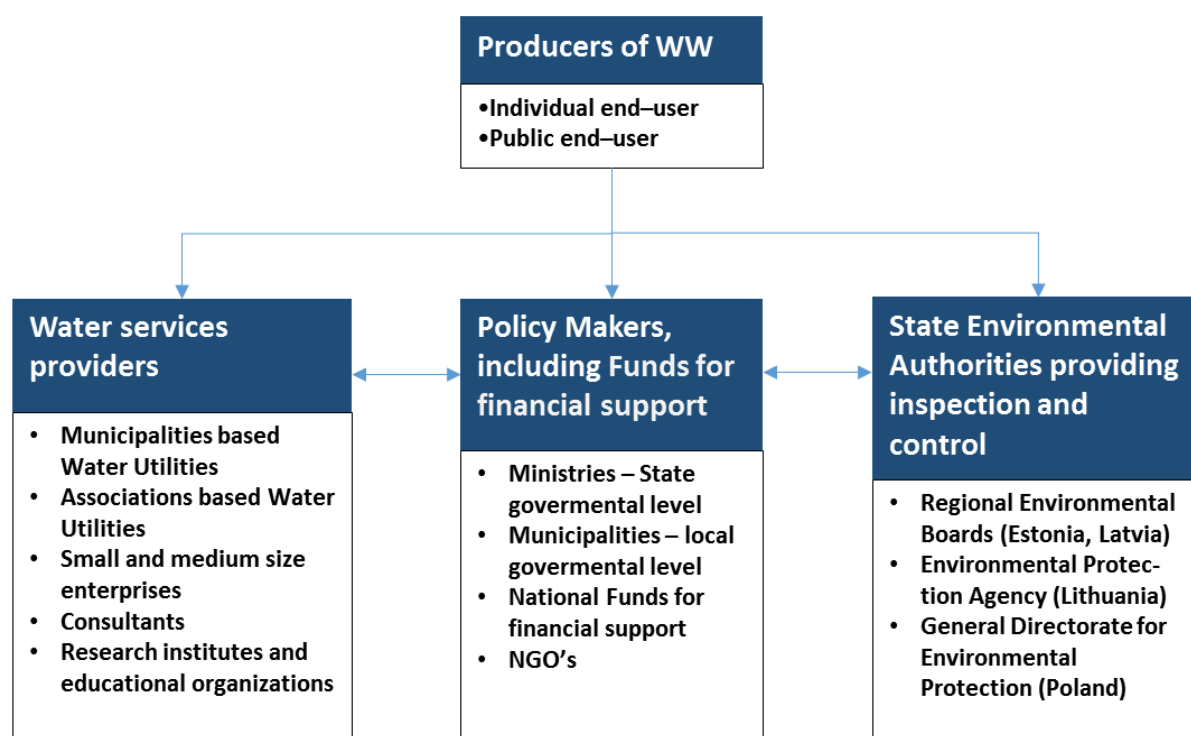 Producers of WW
•Individual end–user
•Public end–user
Water services
providers
• Municipalities based
Water Utilities
• Associations based Water
Utilities
• Small and medium size
enterprises
• Consultants
• Research institutes and
educational organizations
Policy Makers,
including Funds for
financial support
• Ministries – State
govermental level
• Municipalities – local
govermental level
• National Funds for
financial support
• NGO’s
State Environmental
Authorities providing
inspection and
control
• Regional Environmental
Boards (Estonia, Latvia)
• Environmental Protec-
tion Agency (Lithuania)
• General Directorate for
Environmental
Protection (Poland)